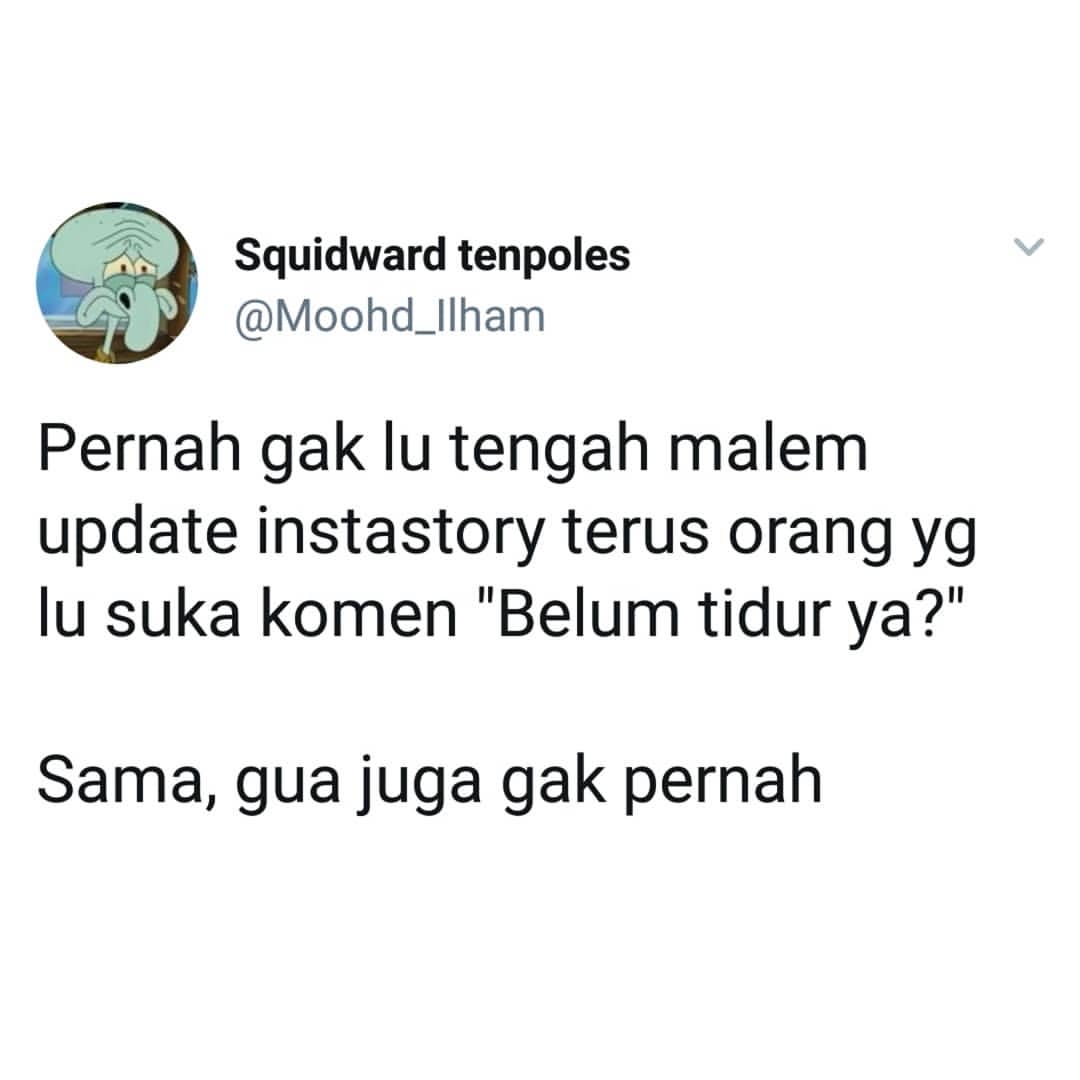 Squidward tenpoles
@Moohd_Ilham
Pernah gak lu tengah malem
update instastory terus orang yg
lu suka komen "Belum tidur ya?"
Sama, gua juga gak pernah